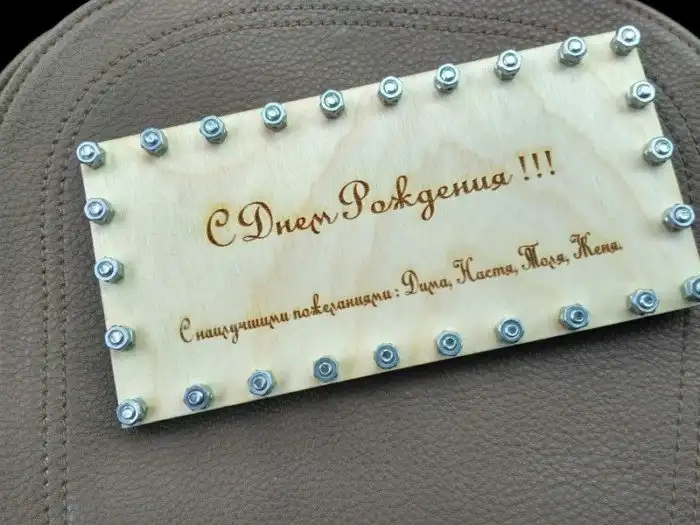 С Днем Рождения !!!
С наилучшими пожеланиями : Дима, Настя, Толя, Женя.